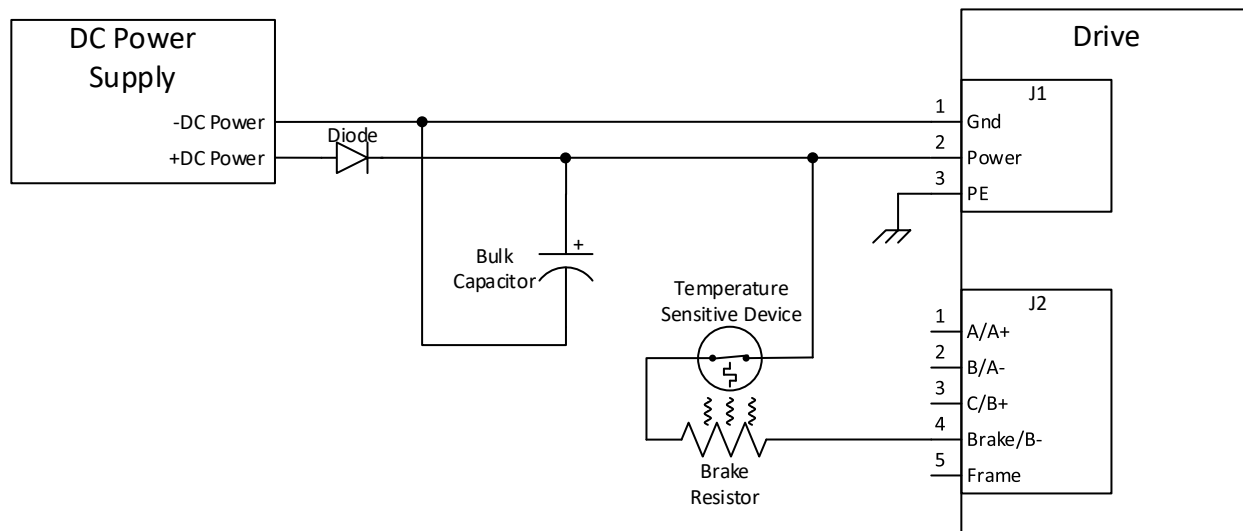 DC Power
Supply
-DC Power
+DC Power
Diode
Bulk
Capacitor
+
Temperature
Sensitive Device
Brake
Resistor
Drive
J1
1 Gnd
2 Power
3 PE
J2
1 A/A+
2 B/A-
3 C/B+
4 Brake/B-
5 Frame